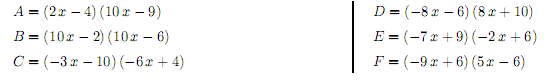 A = (2x − 4)(10x − 9)
B = (10x − 2)(10x − 6)
C = (−3x − 10)(−6x + 4)
D = (−8x − 6)(8x + 10)
E = (−7x + 9)(−2x + 6)
F = (−9x + 6)(5x − 6)